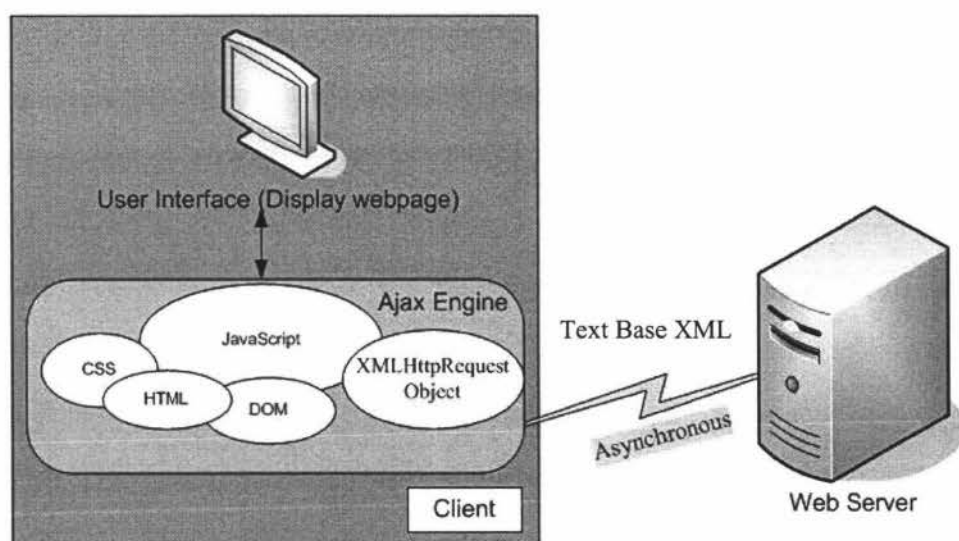 User Interface (Display webpage)
Ajax Engine
JavaScript
CSS
XMLHttpRequest
Object
HTML
DOM
Text Base XML
Asynchronous
Client
Web Server